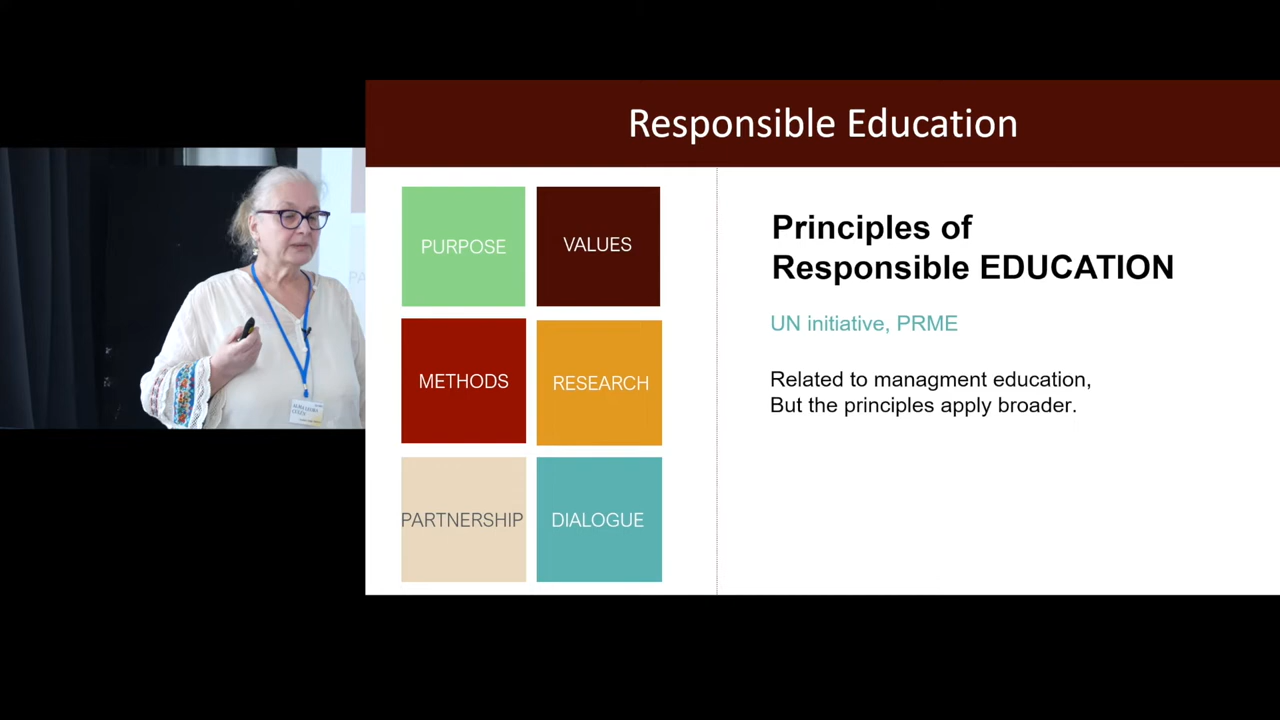 Responsible Education
PURPOSE
VALUES
METHODS
RESEARCH
PARTNERSHIP
DIALOGUE
Principles of
Responsible EDUCATION
UN initiative, PRME
Related to managment education,
But the principles apply broader.